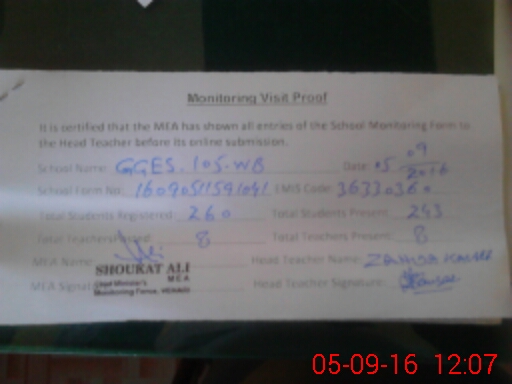 Monitoring Visit Proof
It is certified that the MEA has shown all entries of the School Monitoring Form to
the Head Teacher before its online submission.
School Name: GGES. 105-WB Date: 05 09 2016
School Form No: EMIS Code: 36330360
Total Students Registered: 260 Total Students Present: 243
Total Teachers 8 Total Teachers Present: 8
MEA Name: Head Teacher Name: ZAHIDA
SHOUKAT ALI
M E A
MEA Signature Chief Minister's Head Teacher Signature:
Monitoring Force, VEHARI
05-09-16 12:07